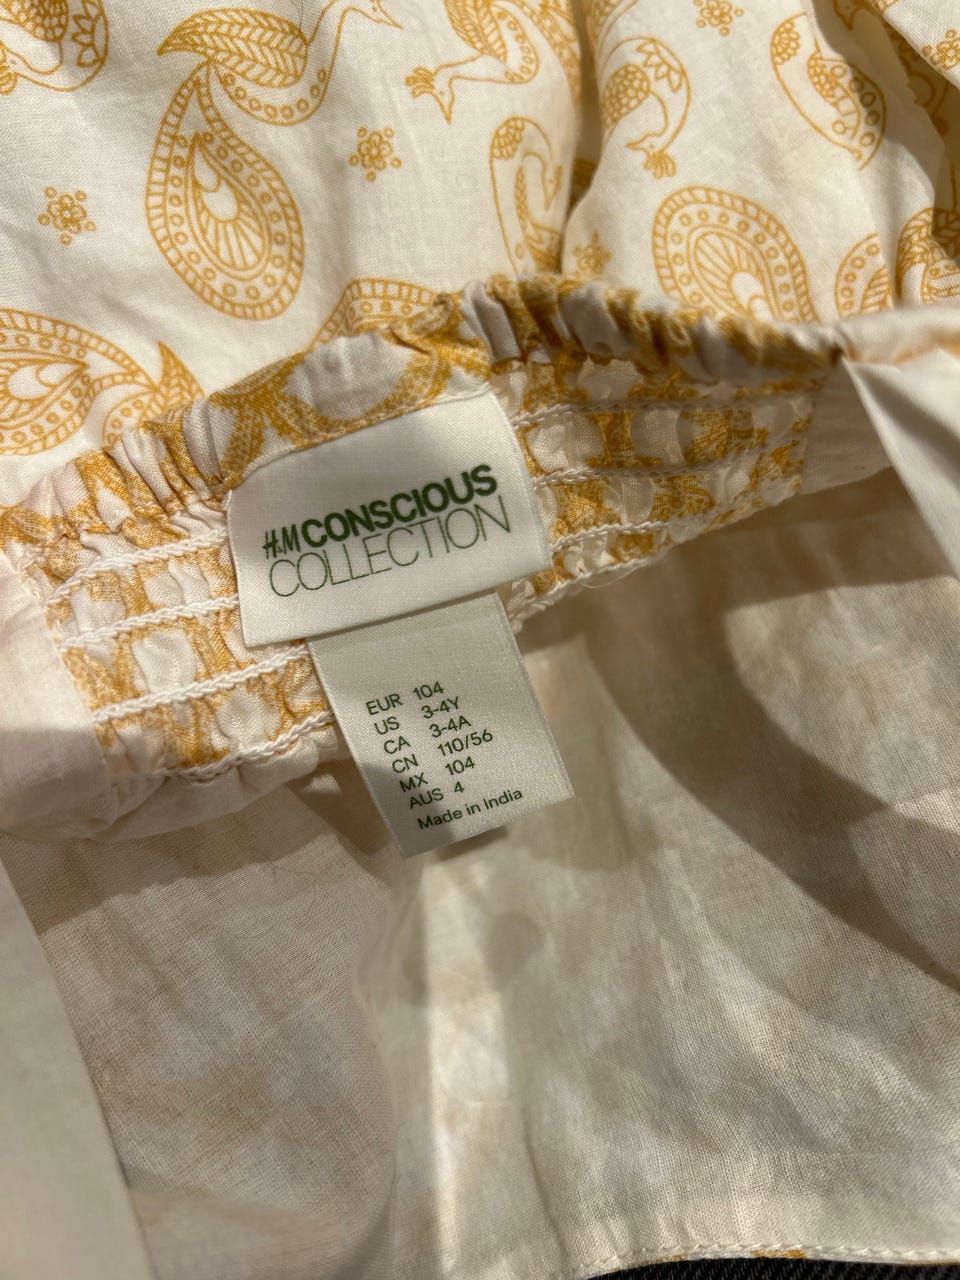 H&M CONSCIOUS
COLLECTION
EUR 104
US 3-4Y
CA 3-4A
CN 110/56
MX 104
AUS 4
Made in India